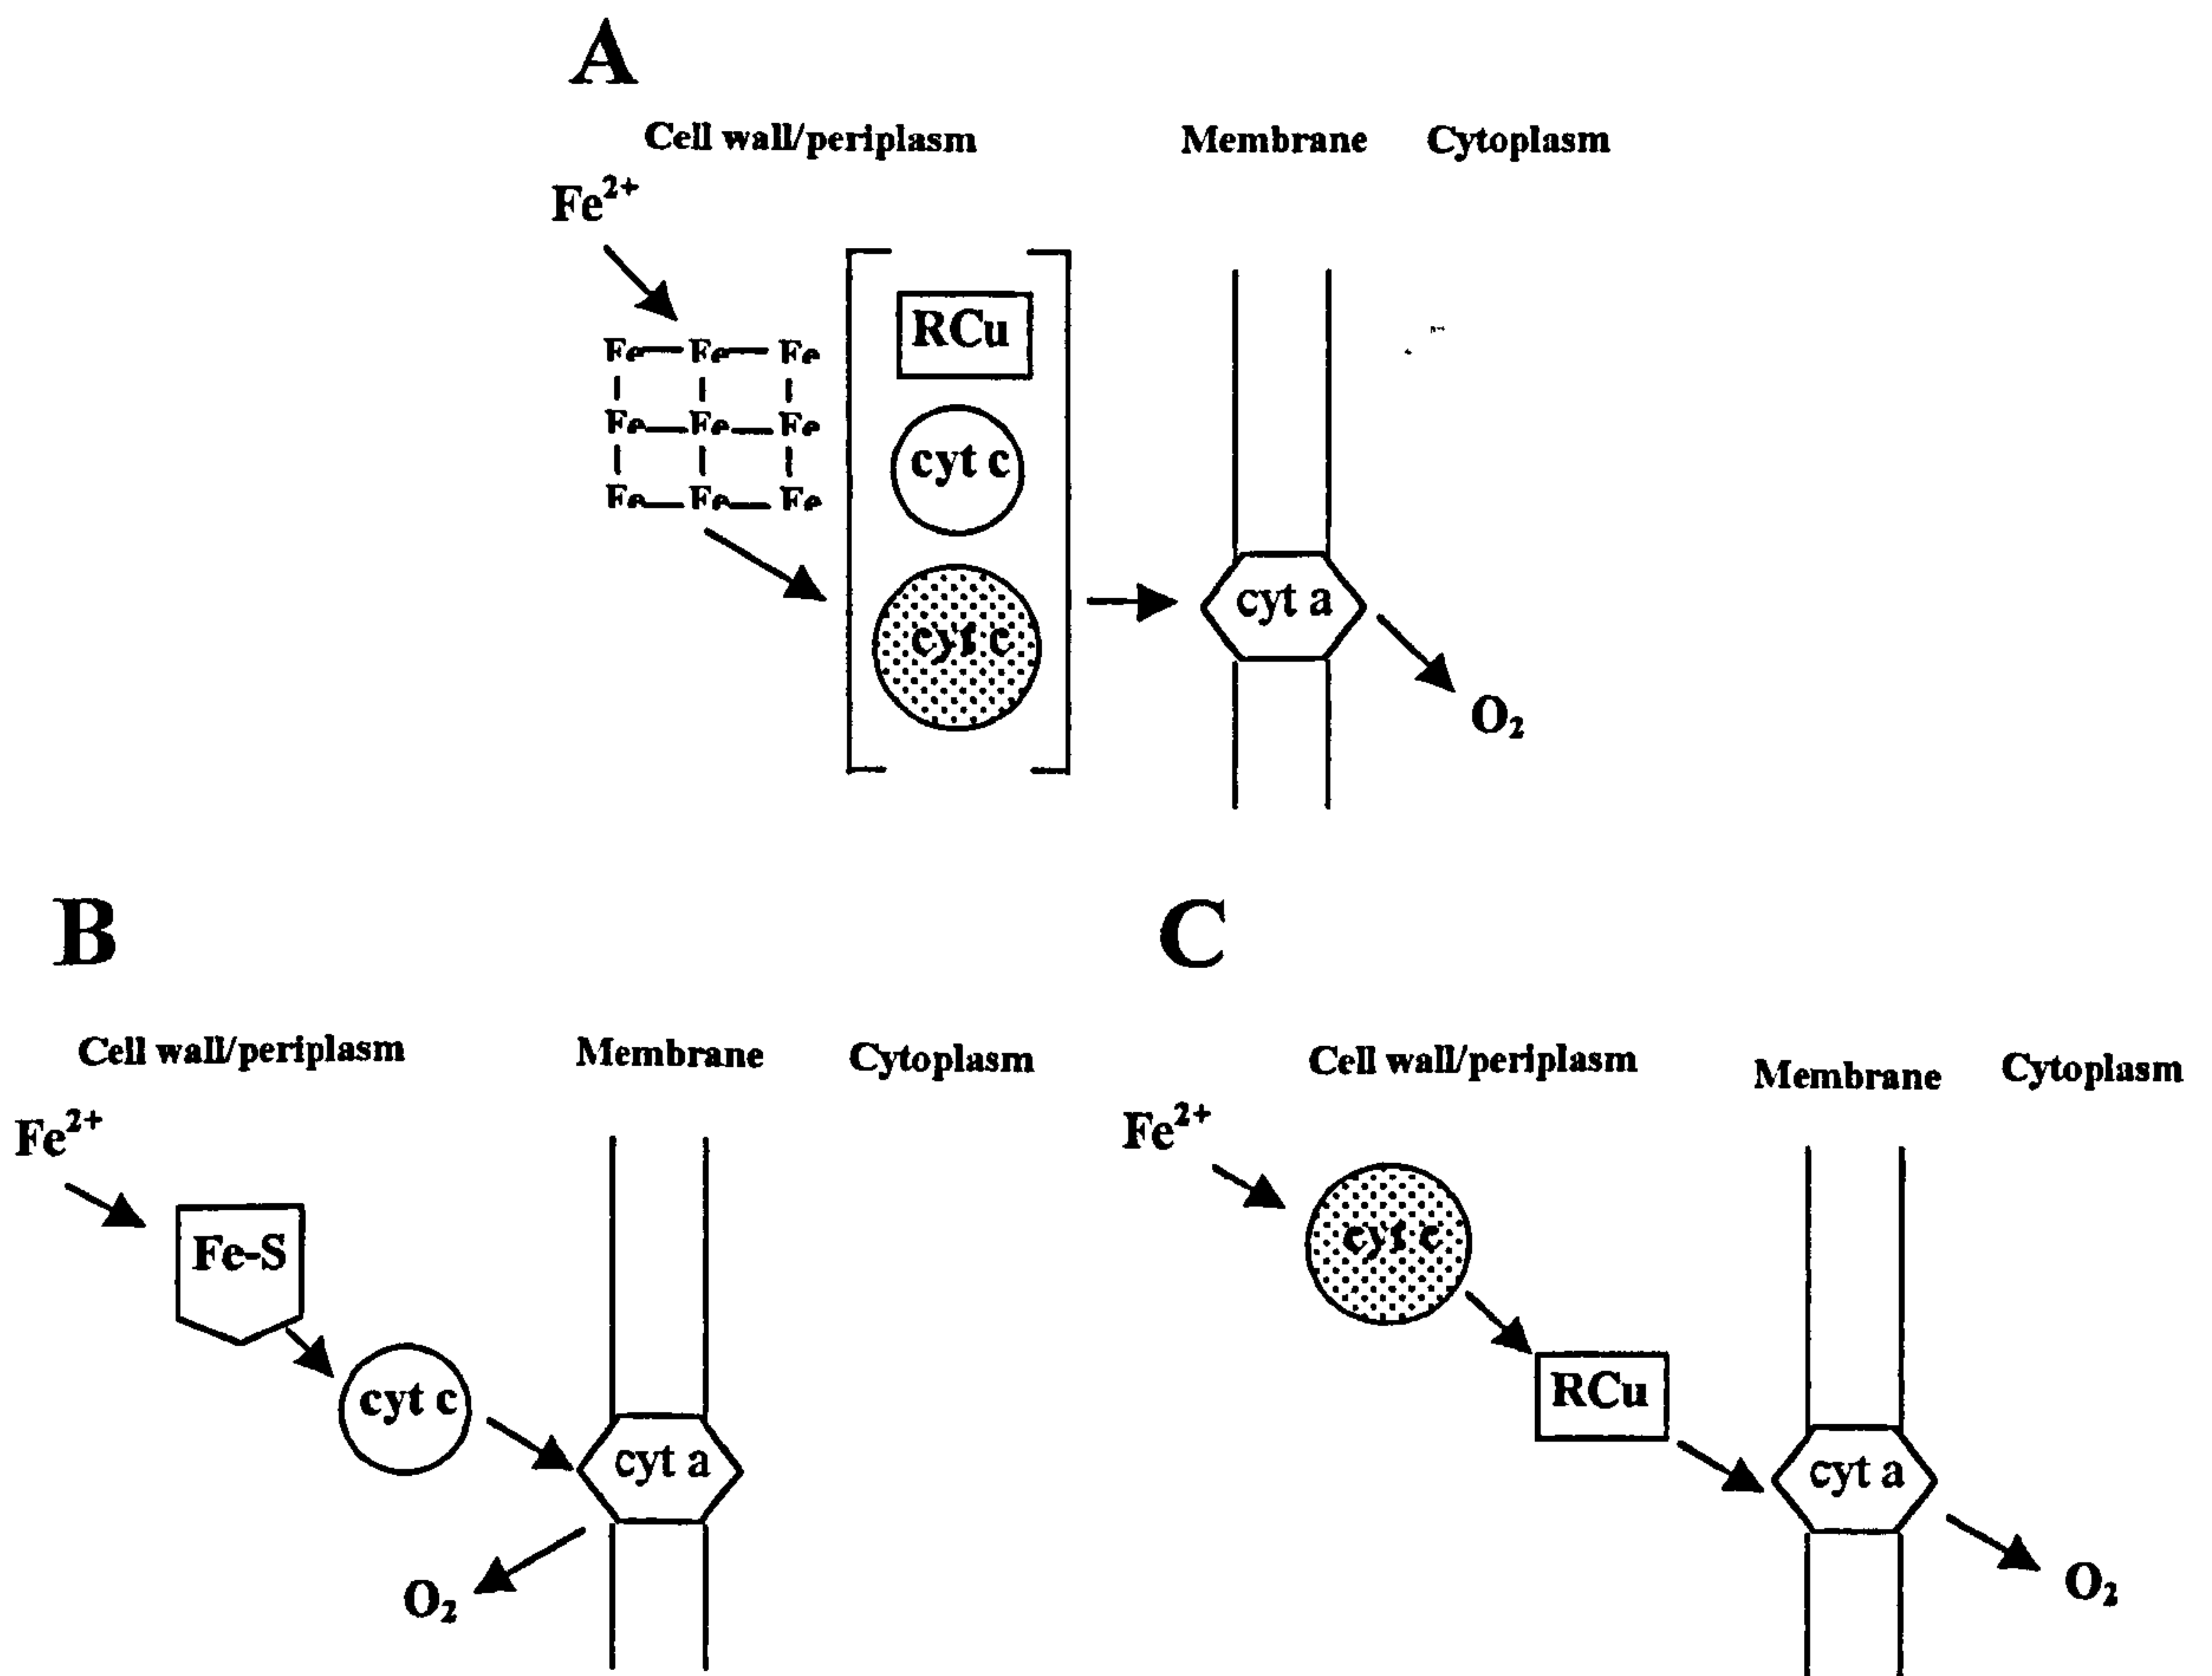 A
Cell wall/periplasm Membrane Cytoplasm
Fe²⁺
RCu
Fe Fe Fe
Fe Fe Fe
cyt c
Fe Fe Fe
cyt a
cyt c
O₂
B
C
Cell wall/periplasm Membrane Cytoplasm
Fe²⁺
Fe-S
cyt c
cyt a
O₂
Cell wall/periplasm Membrane Cytoplasm
Fe²⁺
cyt c
RCu
cyt a
O₂